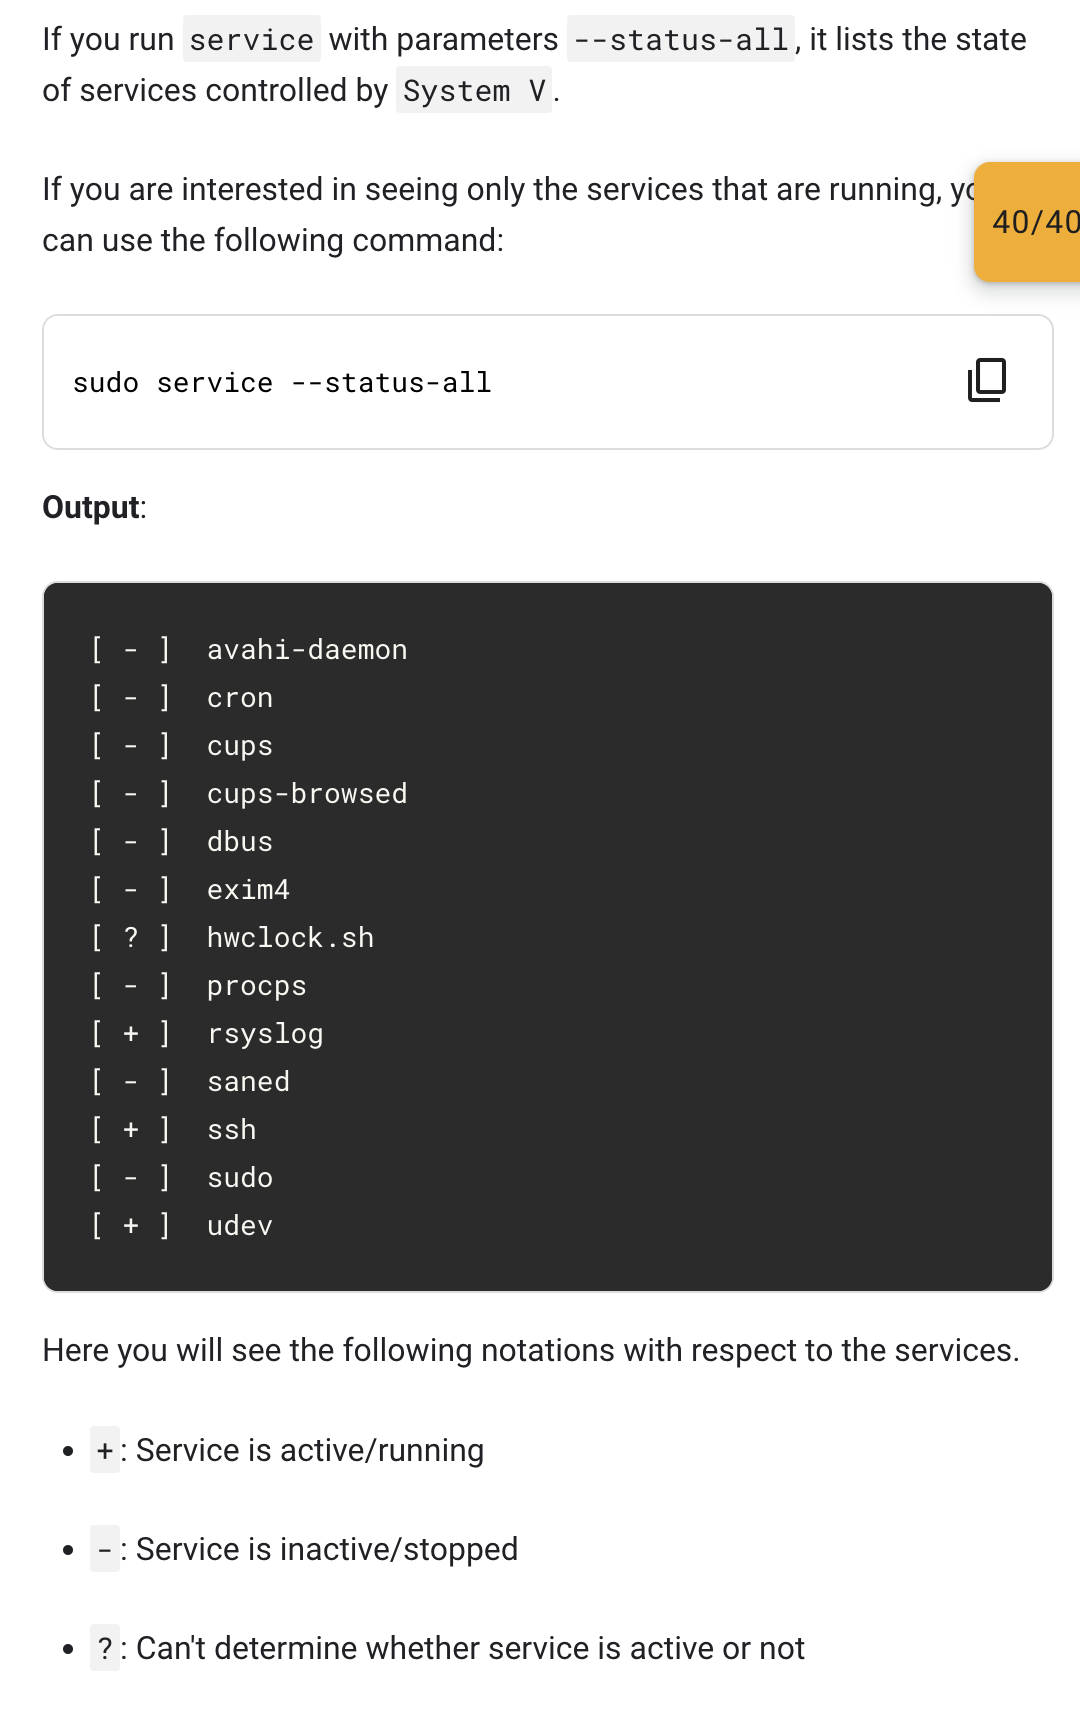 If you run service with parameters --status-all, it lists the state
of services controlled by System V.
If you are interested in seeing only the services that are running,
40/40
can use the following command:
sudo service --status-all
Output:
[ - ] avahi-daemon
[ - ] cron
[ - ] cups
[ - ] cups-browsed
[ - ] dbus
[ - ] exim4
[ ? ] hwclock.sh
[ - ] procps
[ + ] rsyslog
[ - ] saned
[ + ] ssh
[ - ] sudo
[ + ] udev
Here you will see the following notations with respect to the services.
• +: Service is active/running
• -: Service is inactive/stopped
• ?: Can't determine whether service is active or not